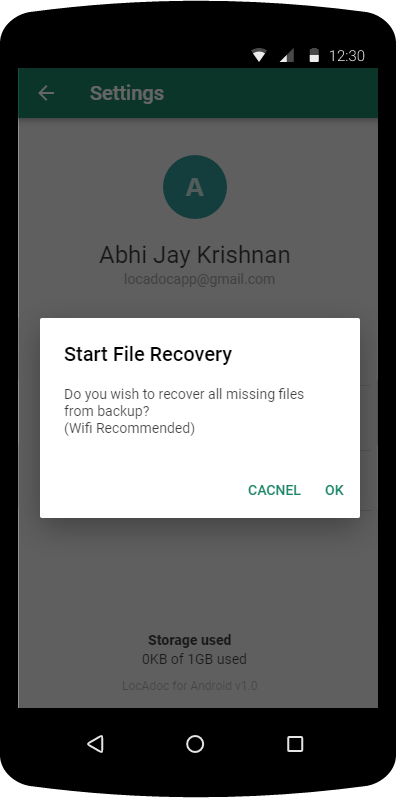 12:30
Settings
A
Abhi Jay Krishnan
locadocapp@gmail.com
Start File Recovery
Do you wish to recover all missing files
from backup?
(Wifi Recommended)
CACNEL OK
Storage used
0KB of 1GB used
LocAdoc for Android v1.0